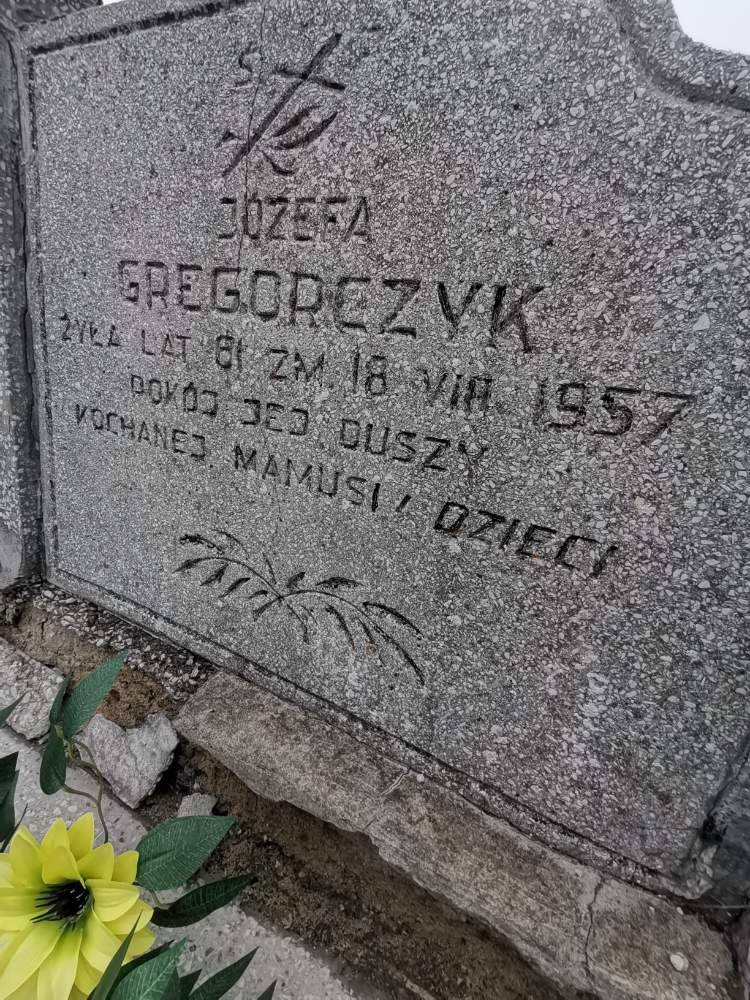 Ś P
JÓZEFA
GREGORCZYK
ŻYŁA LAT 81 ZM. 18 VIII 1957
POKÓJ JEJ DUSZY
KOCHANEJ MAMUSI / DZIECI